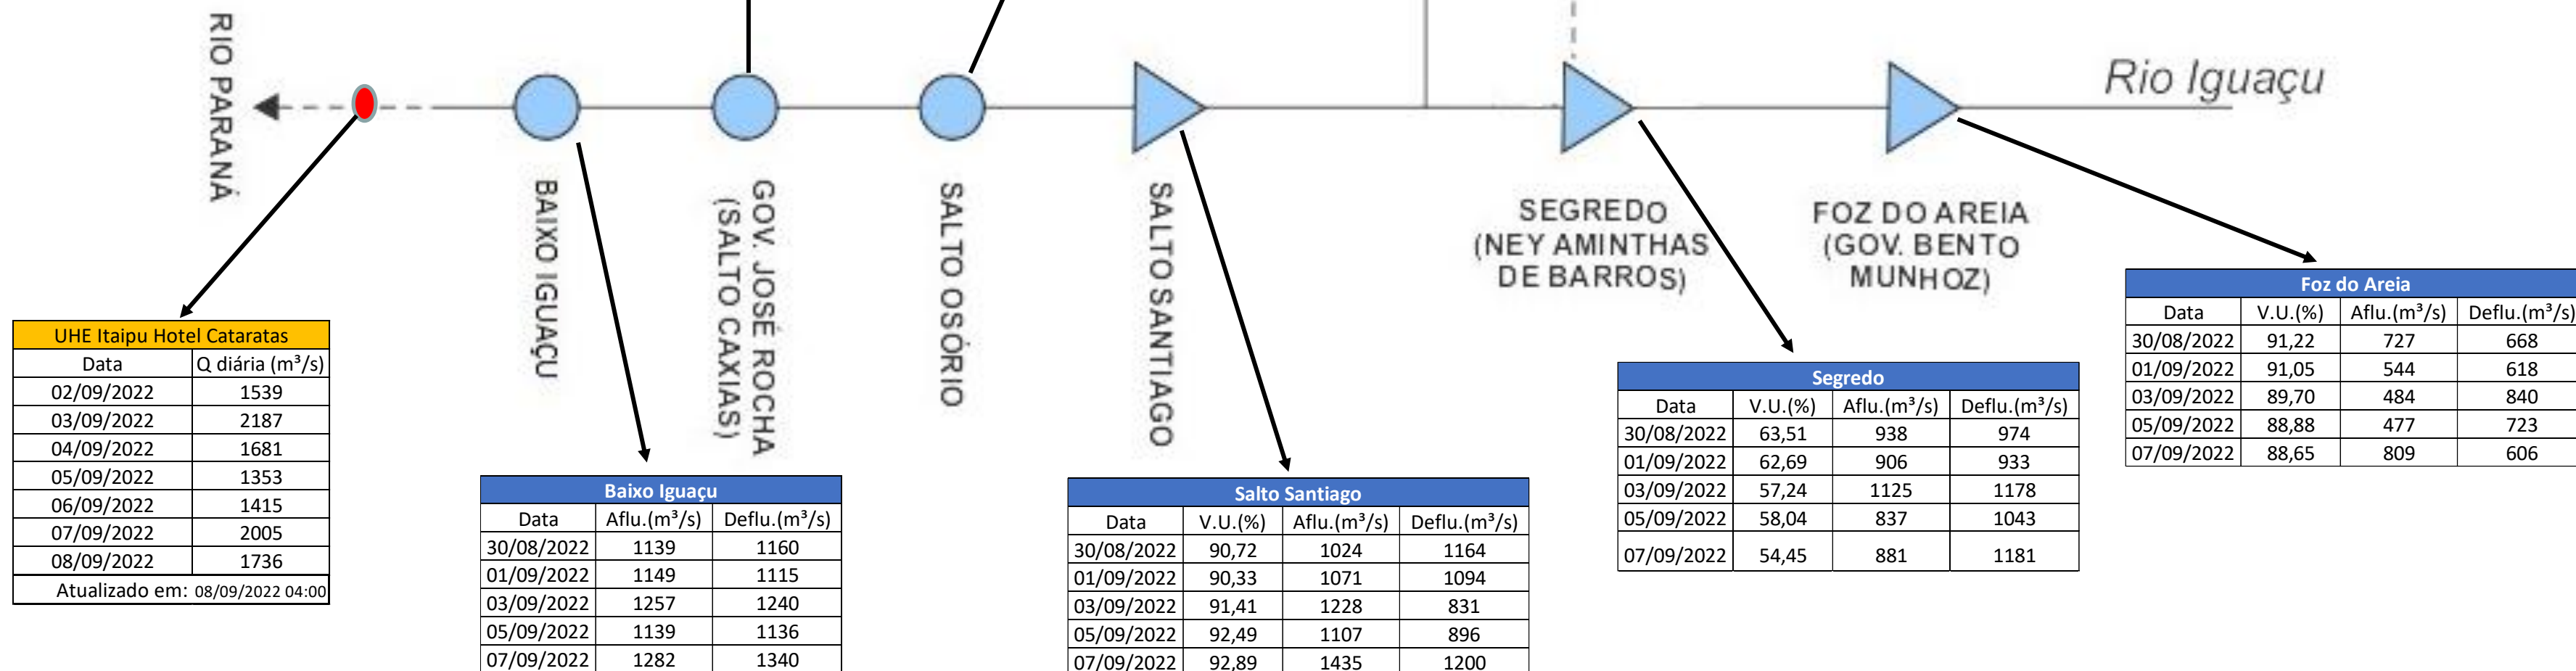 RIO PARANÁ
Rio Iguaçu
BAIXO IGUAÇU
GOV. JOSÉ ROCHA
(SALTO CAXIAS)
SALTO OSÓRIO
SALTO SANTIAGO
SEGREDO
(NEY AMINTHAS
DE BARROS)
FOZ DO AREIA
(GOV. BENTO
MUNHOZ)
UHE Itaipu Hotel Cataratas
Data Q diária (m³/s)
02/09/2022 1539
03/09/2022 2187
04/09/2022 1681
05/09/2022 1353
06/09/2022 1415
07/09/2022 2005
08/09/2022 1736
Atualizado em: 08/09/2022 04:00
Baixo Iguaçu
Data Aflu.(m³/s) Deflu.(m³/s)
30/08/2022 1139 1160
01/09/2022 1149 1115
03/09/2022 1257 1240
05/09/2022 1139 1136
07/09/2022 1282 1340
Salto Santiago
Data V.U.(%) Aflu.(m³/s) Deflu.(m³/s)
30/08/2022 90,72 1024 1164
01/09/2022 90,33 1071 1094
03/09/2022 91,41 1228 831
05/09/2022 92,49 1107 896
07/09/2022 92,89 1435 1200
Segredo
Data V.U.(%) Aflu.(m³/s) Deflu.(m³/s)
30/08/2022 63,51 938 974
01/09/2022 62,69 906 933
03/09/2022 57,24 1125 1178
05/09/2022 58,04 837 1043
07/09/2022 54,45 881 1181
Foz do Areia
Data V.U.(%) Aflu.(m³/s) Deflu.(m³/s)
30/08/2022 91,22 727 668
01/09/2022 91,05 544 618
03/09/2022 89,70 484 840
05/09/2022 88,88 477 723
07/09/2022 88,65 809 606